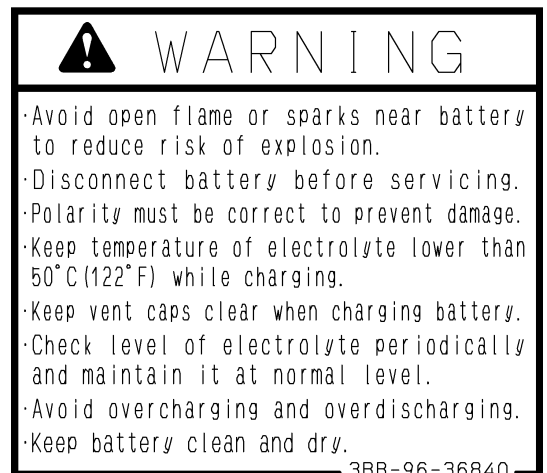 WARNING
·Avoid open flame or sparks near battery
to reduce risk of explosion.
·Disconnect battery before servicing.
·Polarity must be correct to prevent damage.
·Keep temperature of electrolyte lower than
50°C(122°F) while charging.
·Keep vent caps clear when charging battery.
·Check level of electrolyte periodically
and maintain it at normal level.
·Avoid overcharging and overdischarging.
·Keep battery clean and dry.
3BB-96-36840